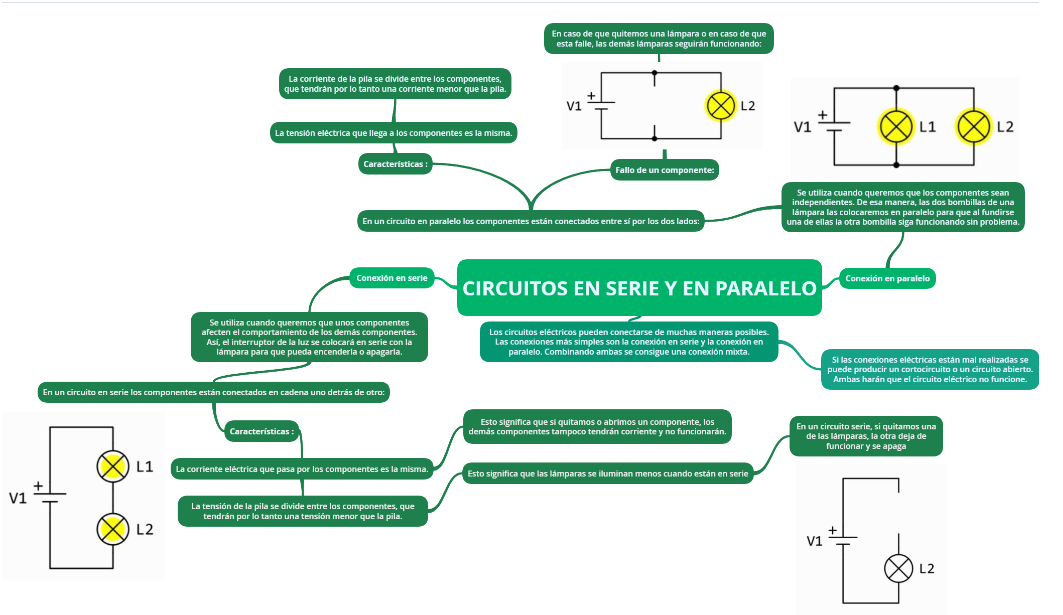 En caso de que quitemos una lámpara o en caso de que
esta falle, las demás lámparas seguirán funcionando:
V1
+
L2
La corriente de la pila se divide entre los componentes,
que tendrán por lo tanto una corriente menor que la pila.
La tensión eléctrica que llega a los componentes es la misma.
Características :
Fallo de un componente:
V1
+
L1
L2
En un circuito en paralelo los componentes están conectados entre sí por los dos lados:
Se utiliza cuando queremos que los componentes sean
independientes. De esa manera, las dos bombillas de una
lámpara las colocaremos en paralelo para que al fundirse
una de ellas la otra bombilla siga funcionando sin problema.
Conexión en serie
CIRCUITOS EN SERIE Y EN PARALELO
Conexión en paralelo
Se utiliza cuando queremos que unos componentes
afecten el comportamiento de los demás componentes.
Así, el interruptor de la luz se colocará en serie con la
lámpara para que pueda encenderla o apagarla.
Los circuitos eléctricos pueden conectarse de muchas maneras posibles.
Las conexiones más simples son la conexión en serie y la conexión en
paralelo. Combinando ambas se consigue una conexión mixta.
Si las conexiones eléctricas están mal realizadas se
puede producir un cortocircuito o un circuito abierto.
Ambas harán que el circuito eléctrico no funcione.
En un circuito en serie los componentes están conectados en cadena uno detrás de otro:
Características :
Esto significa que si quitamos o abrimos un componente, los
demás componentes tampoco tendrán corriente y no funcionarán.
En un circuito serie, si quitamos una
de las lámparas, la otra deja de
funcionar y se apaga
La corriente eléctrica que pasa por los componentes es la misma.
Esto significa que las lámparas se iluminan menos cuando están en serie
La tensión de la pila se divide entre los componentes, que
tendrán por lo tanto una tensión menor que la pila.
V1
+
L1
L2
V1
+
L2